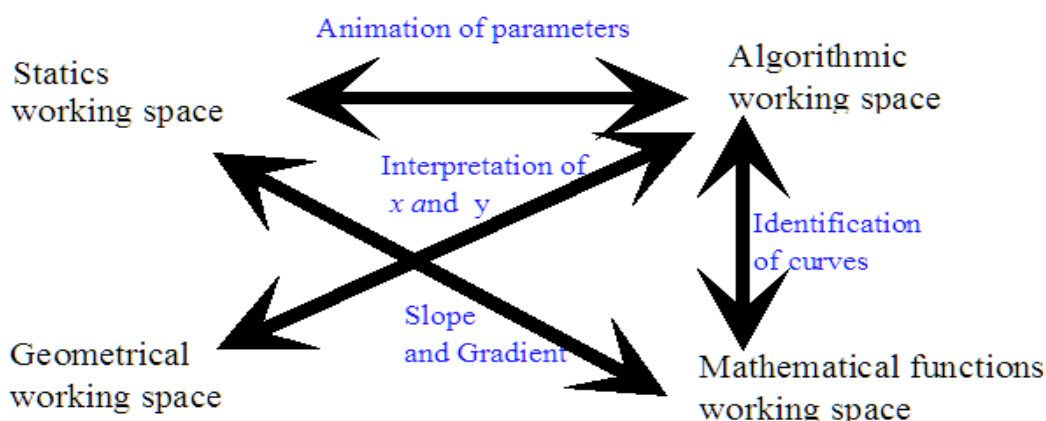 Animation of parameters
Statics
working space
Algorithmic
working space
Interpretation of
x and y
Identification
of curves
Slope
and Gradient
Geometrical
working space
Mathematical functions
working space